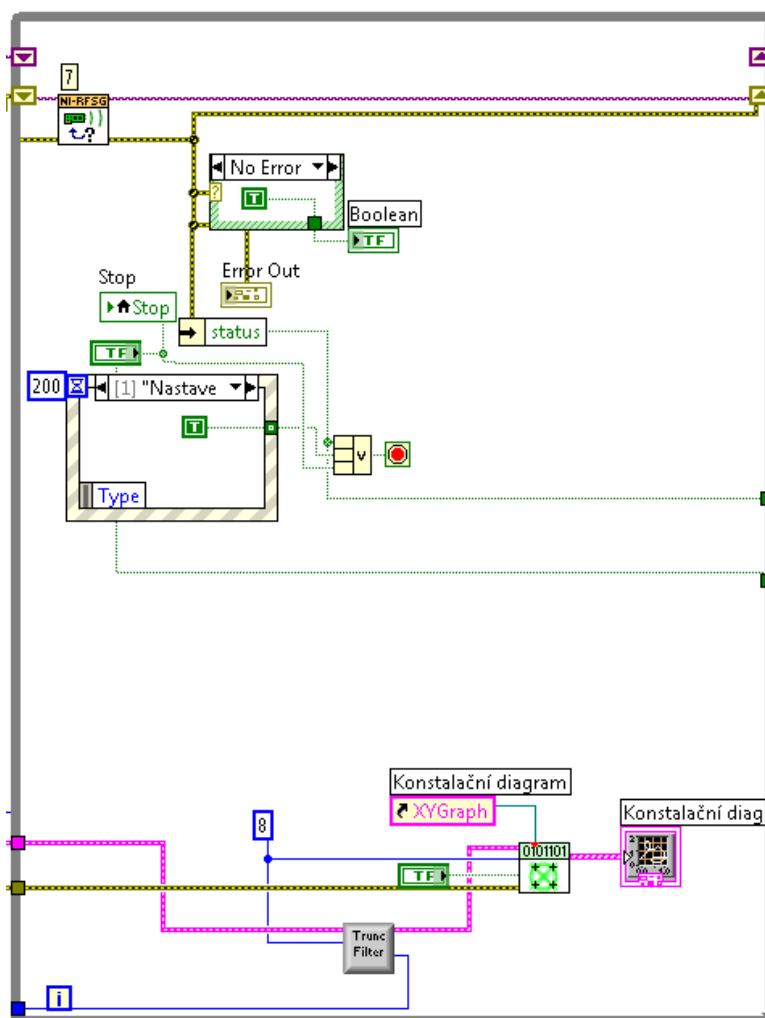 7
NI-RFSG
?
No Error
?
T
Boolean
TF
Error Out
Stop
Stop
status
TF
200
[1] "Nastave
T
v
Type
Konstalační diagram
XYGraph
Konstalační diag
8
0101101
TF
Trunc
Filter
i